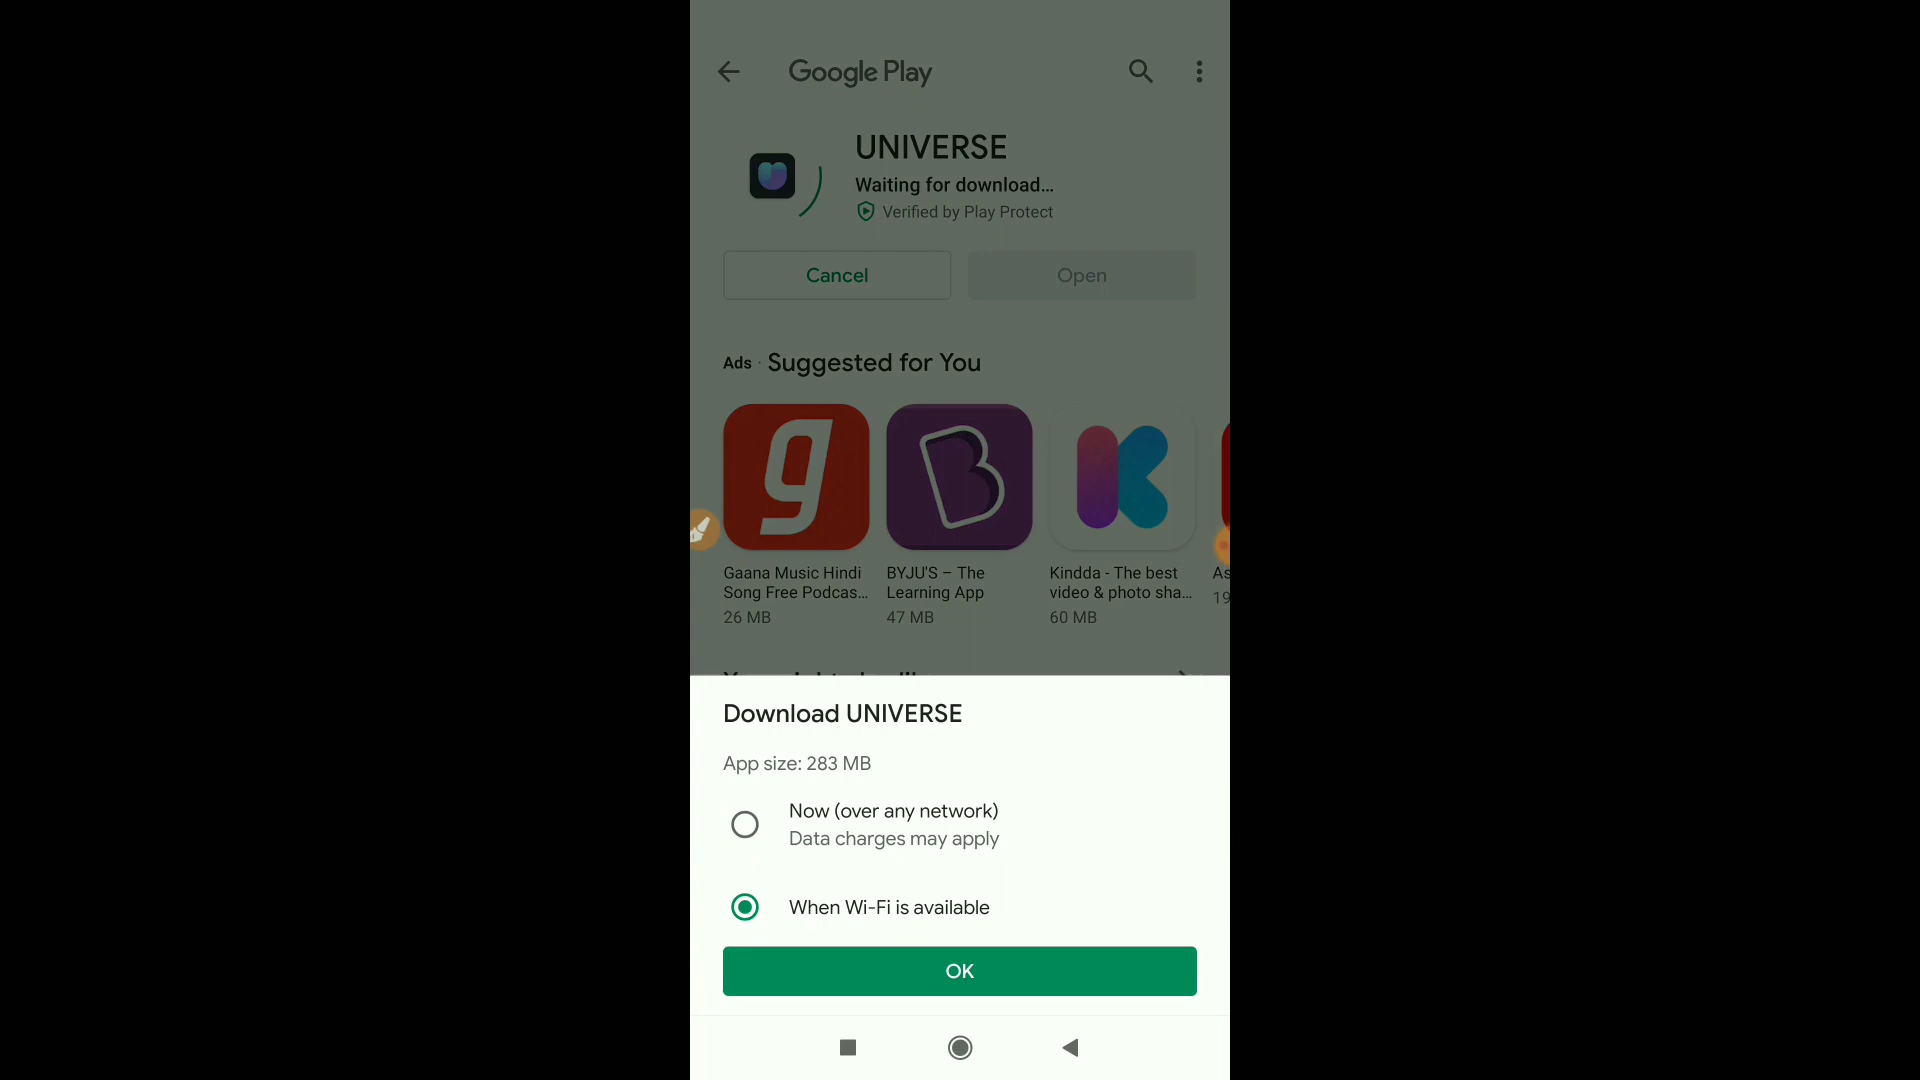 Google Play
UNIVERSE
Waiting for download...
Verified by Play Protect
Cancel
Open
Ads · Suggested for You
Gaana Music Hindi
Song Free Podcas...
26 MB
BYJU'S – The
Learning App
47 MB
Kindda - The best
video & photo sha...
60 MB
As
19
Download UNIVERSE
App size: 283 MB
Now (over any network)
Data charges may apply
When Wi-Fi is available
OK